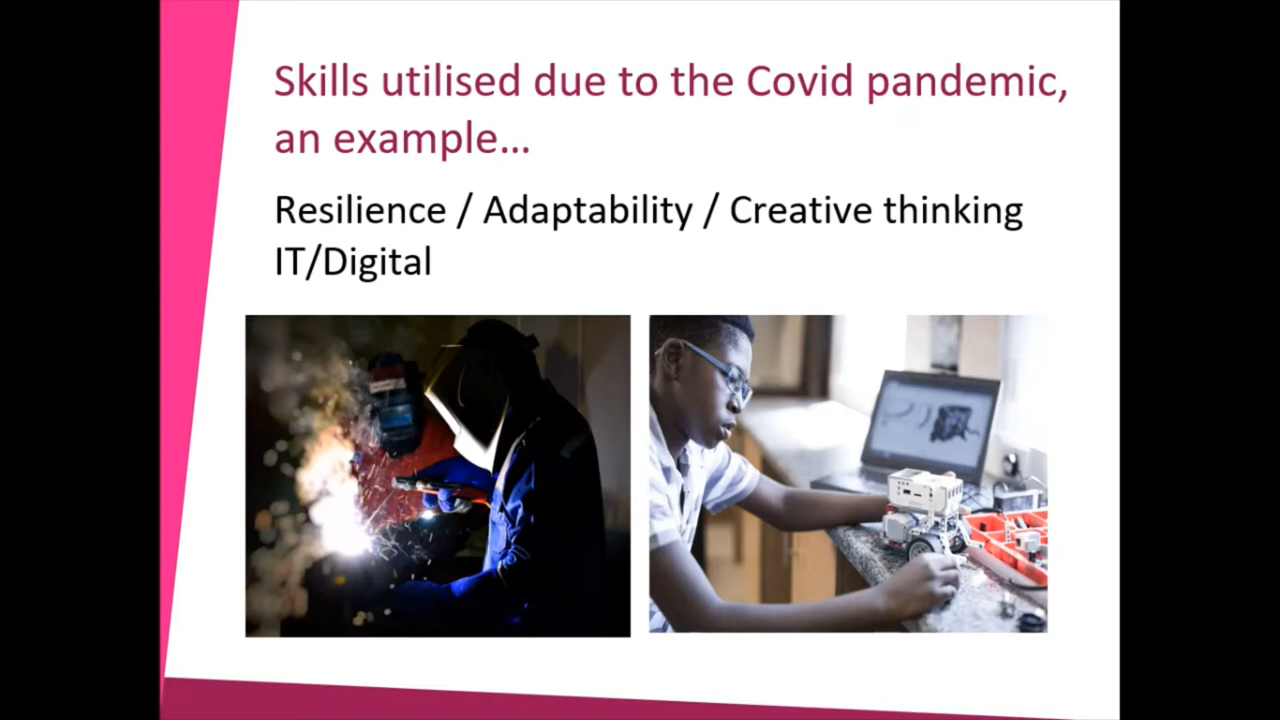 Skills utilised due to the Covid pandemic,
an example...
Resilience / Adaptability / Creative thinking
IT/Digital